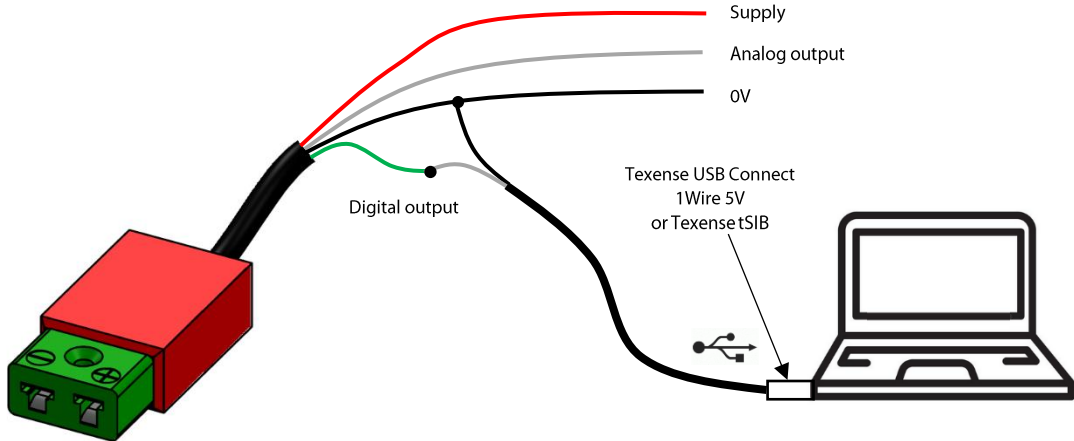 Supply
Analog output
0V
Digital output
Texense USB Connect
1Wire 5V
or Texense tSIB